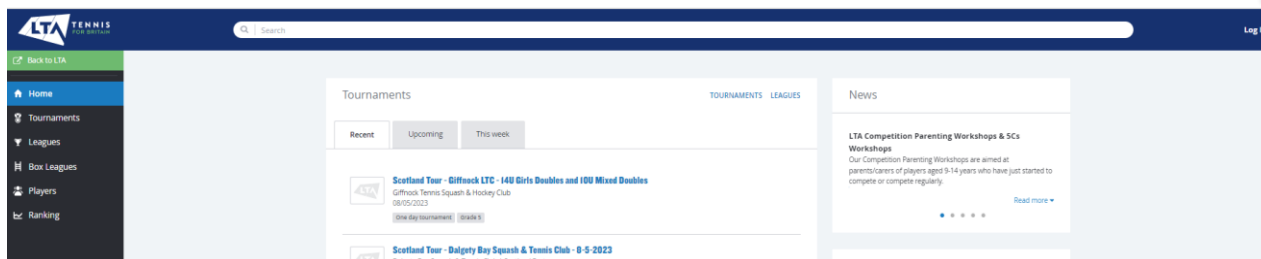 LTA TENNIS
FOR BRITAIN
Search
Log
Back to LTA
Home
Tournaments
Leagues
Box Leagues
Players
Ranking
Tournaments
TOURNAMENTS LEAGUES
Recent Upcoming This week
Scotland Tour - Giffnock LTC - 14U Girls Doubles and 10U Mixed Doubles
Giffnock Tennis Squash & Hockey Club
08/05/2023
One day tournament Grade 5
Scotland Tour - Dalgety Bay Squash & Tennis Club - 8-5-2023
News
LTA Competition Parenting Workshops & 5Cs
Workshops
Our Competition Parenting Workshops are aimed at
parents/carers of players aged 9-14 years who have just started to
compete or compete regularly.
Read more